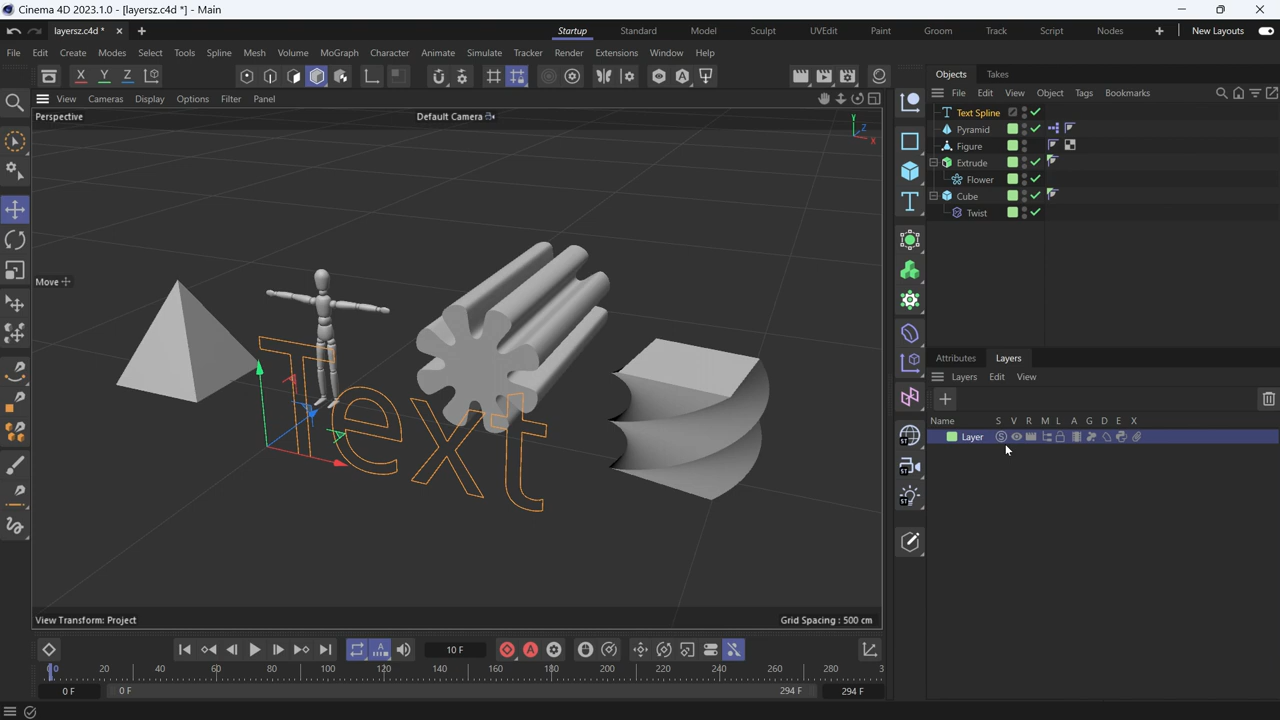 Cinema 4D 2023.1.0 - [layersz.c4d *] - Main
layersz.c4d *
Startup Standard Model Sculpt UVEdit Paint Groom Track Script Nodes New Layouts
File Edit Create Modes Select Tools Spline Mesh Volume MoGraph Character Animate Simulate Tracker Render Extensions Window Help
X Y Z
Objects Takes
View Cameras Display Options Filter Panel
File Edit View Object Tags Bookmarks
Perspective
Default Camera
Y
Z
X
Text Spline
Pyramid
Figure
Extrude
Flower
Cube
Twist
Move
Text
Attributes Layers
Layers Edit View
Name S V R M L A G D E X
Layer
ST
ST
ST
View Transform: Project
Grid Spacing : 500 cm
10 F
0 20 40 60 80 100 120 140 160 180 200 220 240 260 280 3
0 F 0 F 294 F 294 F